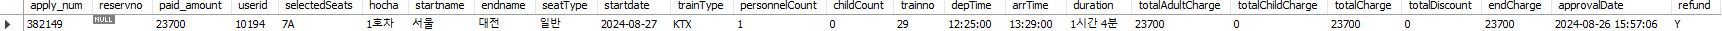 apply_num reservno paid_amount userid selectedSeats hocha startname endname seatType startdate trainType personnelCount childCount trainno depTime arrTime duration totalAdultCharge totalChildCharge totalCharge totalDiscount endCharge approvalDate refund
382149 NULL 23700 10194 7A 1호차 서울 대전 일반 2024-08-27 KTX 1 0 29 12:25:00 13:29:00 1시간 4분 23700 0 23700 0 23700 2024-08-26 15:57:06 Y